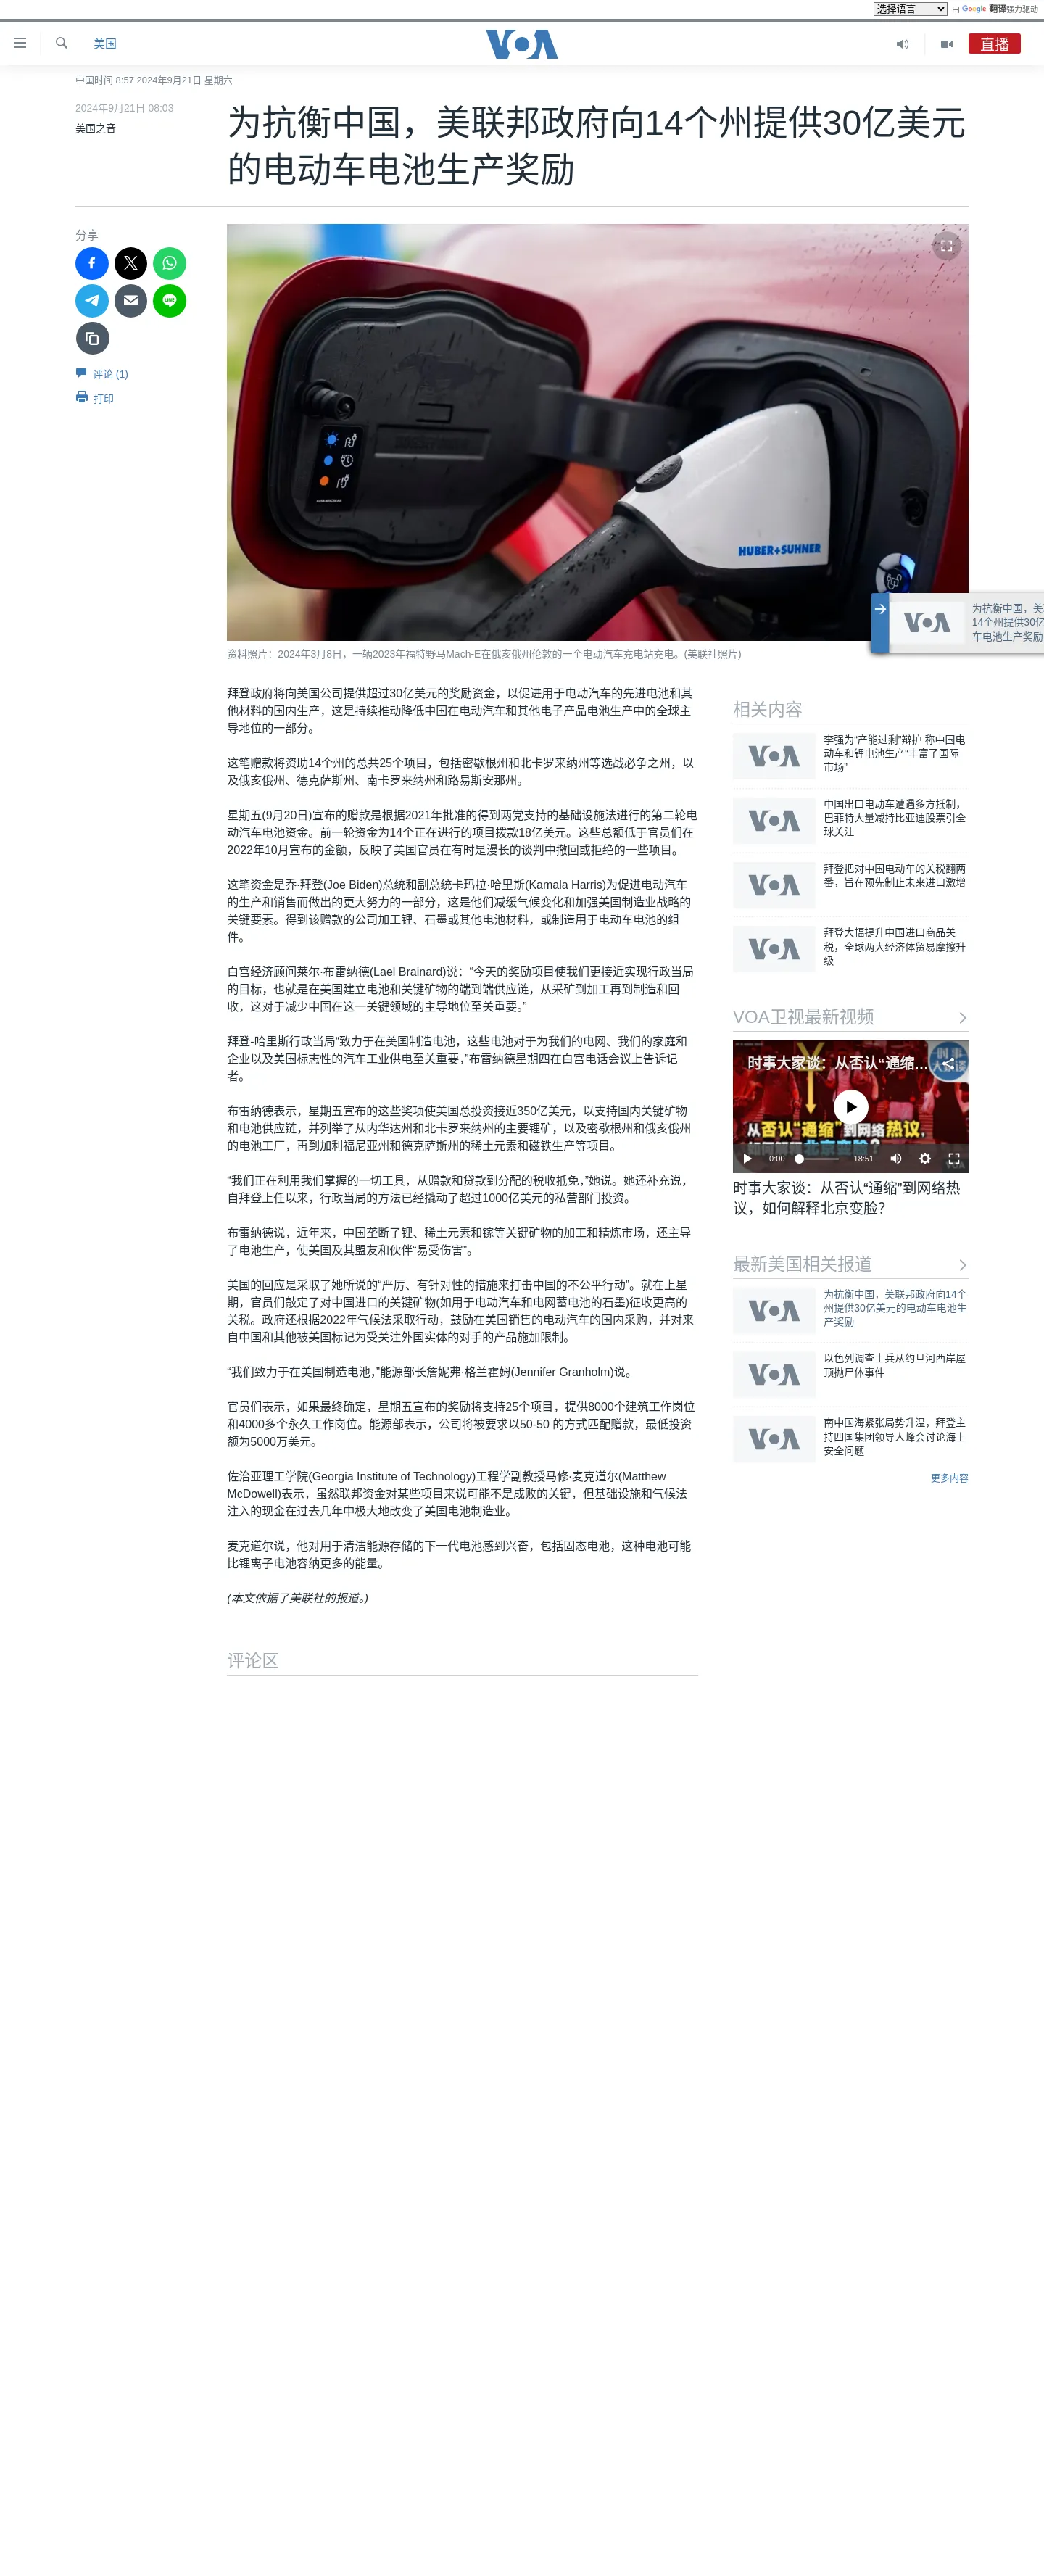 选择语言 由 Google 翻译强力驱动
美国
VOA
直播
中国时间 8:57 2024年9月21日 星期六
2024年9月21日 08:03
美国之音
为抗衡中国，美联邦政府向14个州提供30亿美元
的电动车电池生产奖励
分享
评论 (1)
打印
HUBER+SUHNER
为抗衡中国，美
14个州提供30亿
车电池生产奖励
资料照片：2024年3月8日，一辆2023年福特野马Mach-E在俄亥俄州伦敦的一个电动汽车充电站充电。(美联社照片)
拜登政府将向美国公司提供超过30亿美元的奖励资金，以促进用于电动汽车的先进电池和其
他材料的国内生产，这是持续推动降低中国在电动汽车和其他电子产品电池生产中的全球主
导地位的一部分。
这笔赠款将资助14个州的总共25个项目，包括密歇根州和北卡罗来纳州等选战必争之州，以
及俄亥俄州、德克萨斯州、南卡罗来纳州和路易斯安那州。
星期五(9月20日)宣布的赠款是根据2021年批准的得到两党支持的基础设施法进行的第二轮电
动汽车电池资金。前一轮资金为14个正在进行的项目拨款18亿美元。这些总额低于官员们在
2022年10月宣布的金额，反映了美国官员在有时是漫长的谈判中撤回或拒绝的一些项目。
这笔资金是乔·拜登(Joe Biden)总统和副总统卡玛拉·哈里斯(Kamala Harris)为促进电动汽车
的生产和销售而做出的更大努力的一部分，这是他们减缓气候变化和加强美国制造业战略的
关键要素。得到该赠款的公司加工锂、石墨或其他电池材料，或制造用于电动车电池的组
件。
白宫经济顾问莱尔·布雷纳德(Lael Brainard)说：“今天的奖励项目使我们更接近实现行政当局
的目标，也就是在美国建立电池和关键矿物的端到端供应链，从采矿到加工再到制造和回
收，这对于减少中国在这一关键领域的主导地位至关重要。”
拜登-哈里斯行政当局“致力于在美国制造电池，这些电池对于为我们的电网、我们的家庭和
企业以及美国标志性的汽车工业供电至关重要，”布雷纳德星期四在白宫电话会议上告诉记
者。
布雷纳德表示，星期五宣布的这些奖项使美国总投资接近350亿美元，以支持国内关键矿物
和电池供应链，并列举了从内华达州和北卡罗来纳州的主要锂矿，以及密歇根州和俄亥俄州
的电池工厂，再到加利福尼亚州和德克萨斯州的稀土元素和磁铁生产等项目。
“我们正在利用我们掌握的一切工具，从赠款和贷款到分配的税收抵免，”她说。她还补充说，
自拜登上任以来，行政当局的方法已经撬动了超过1000亿美元的私营部门投资。
布雷纳德说，近年来，中国垄断了锂、稀土元素和镓等关键矿物的加工和精炼市场，还主导
了电池生产，使美国及其盟友和伙伴“易受伤害”。
美国的回应是采取了她所说的“严厉、有针对性的措施来打击中国的不公平行动”。就在上星
期，官员们敲定了对中国进口的关键矿物(如用于电动汽车和电网蓄电池的石墨)征收更高的
关税。政府还根据2022年气候法采取行动，鼓励在美国销售的电动汽车的国内采购，并对来
自中国和其他被美国标记为受关注外国实体的对手的产品施加限制。
“我们致力于在美国制造电池，”能源部长詹妮弗·格兰霍姆(Jennifer Granholm)说。
官员们表示，如果最终确定，星期五宣布的奖励将支持25个项目，提供8000个建筑工作岗位
和4000多个永久工作岗位。能源部表示，公司将被要求以50-50 的方式匹配赠款，最低投资
额为5000万美元。
佐治亚理工学院(Georgia Institute of Technology)工程学副教授马修·麦克道尔(Matthew
McDowell)表示，虽然联邦资金对某些项目来说可能不是成败的关键，但基础设施和气候法
注入的现金在过去几年中极大地改变了美国电池制造业。
麦克道尔说，他对用于清洁能源存储的下一代电池感到兴奋，包括固态电池，这种电池可能
比锂离子电池容纳更多的能量。
(本文依据了美联社的报道。)
评论区
相关内容
李强为“产能过剩”辩护 称中国电
动车和锂电池生产“丰富了国际
市场”
中国出口电动车遭遇多方抵制，
巴菲特大量减持比亚迪股票引全
球关注
拜登把对中国电动车的关税翻两
番，旨在预先制止未来进口激增
拜登大幅提升中国进口商品关
税，全球两大经济体贸易摩擦升
级
VOA卫视最新视频
时事大家谈：从否认“通缩...
从否认“通缩”到网络热议，
0:00 18:51
时事大家谈：从否认“通缩”到网络热
议，如何解释北京变脸？
最新美国相关报道
为抗衡中国，美联邦政府向14个
州提供30亿美元的电动车电池生
产奖励
以色列调查士兵从约旦河西岸屋
顶抛尸体事件
南中国海紧张局势升温，拜登主
持四国集团领导人峰会讨论海上
安全问题
更多内容